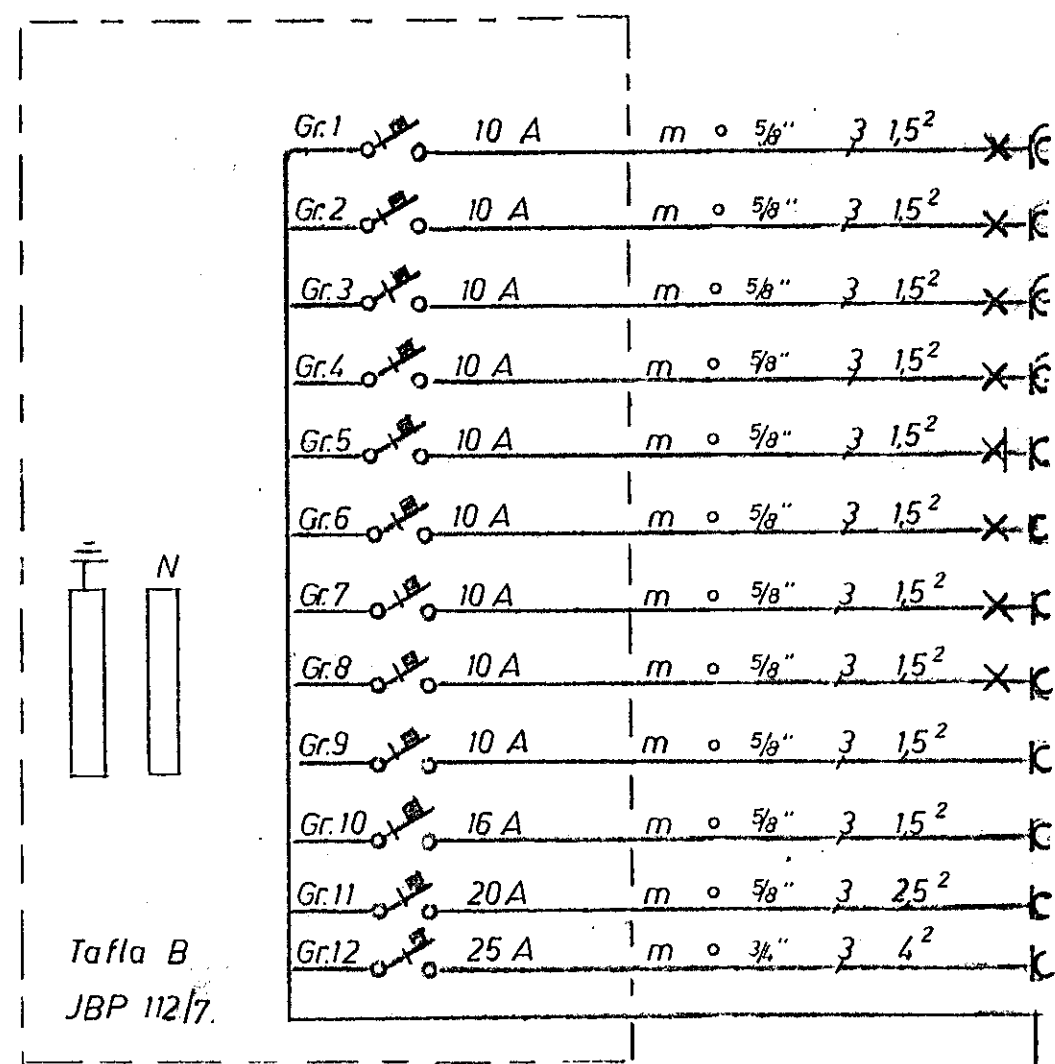 Gr.1 10 A m o 5/8" 3 1,5²
Gr.2 10 A m o 5/8" 3 1,5²
Gr.3 10 A m o 5/8" 3 1,5²
Gr.4 10 A m o 5/8" 3 1,5²
Gr.5 10 A m o 5/8" 3 1,5²
Gr.6 10 A m o 5/8" 3 1,5²
N
Gr.7 10 A m o 5/8" 3 1,5²
Gr.8 10 A m o 5/8" 3 1,5²
Gr.9 10 A m o 5/8" 3 1,5²
Gr.10 16 A m o 5/8" 3 1,5²
Gr.11 20 A m o 5/8" 3 2,5²
Gr.12 25 A m o 3/4" 3 4²
Tafla B
JBP 112/7.